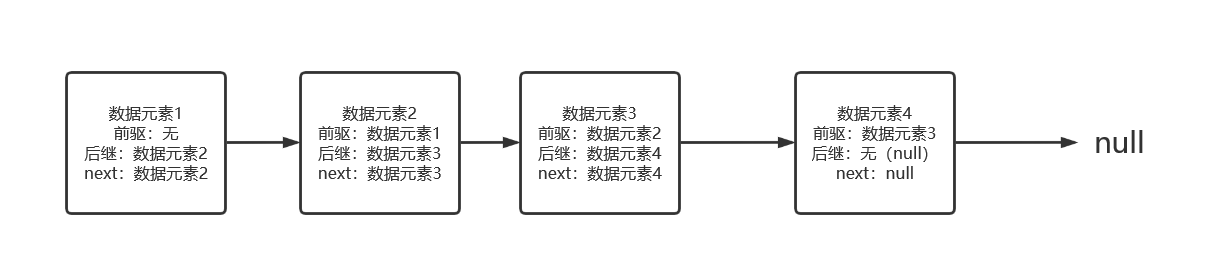 数据元素1
前驱：无
后继：数据元素2
next：数据元素2
数据元素2
前驱：数据元素1
后继：数据元素3
next：数据元素3
数据元素3
前驱：数据元素2
后继：数据元素4
next：数据元素4
数据元素4
前驱：数据元素3
后继：无（null）
next：null
null